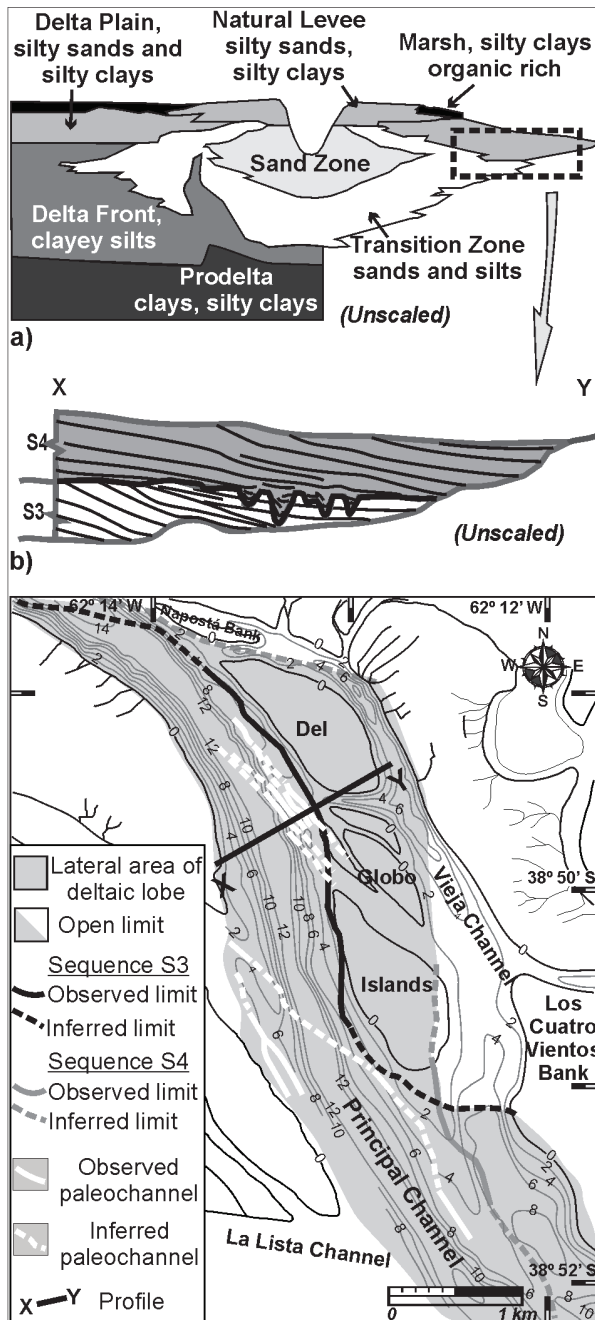 Delta Plain,
silty sands and
silty clays
Natural Levee
silty sands,
silty clays
Marsh, silty clays
organic rich
Sand Zone
Delta Front,
clayey silts
Transition Zone
sands and silts
Prodelta
clays, silty clays
(Unscaled)
a)
X
Y
S4
S3
(Unscaled)
b)
62º 14' W
62º 12' W
Napostá Bank
N
W E
S
Del
Globo
Islands
X
Y
38º 50' S
Vieja Channel
Los
Cuatro
Vientos
Bank
Principal Channel
La Lista Channel
38º 52' S
0 1 km
Lateral area of
deltaic lobe
Open limit
Sequence S3
Observed limit
Inferred limit
Sequence S4
Observed limit
Inferred limit
Observed
paleochannel
Inferred
paleochannel
X Y Profile